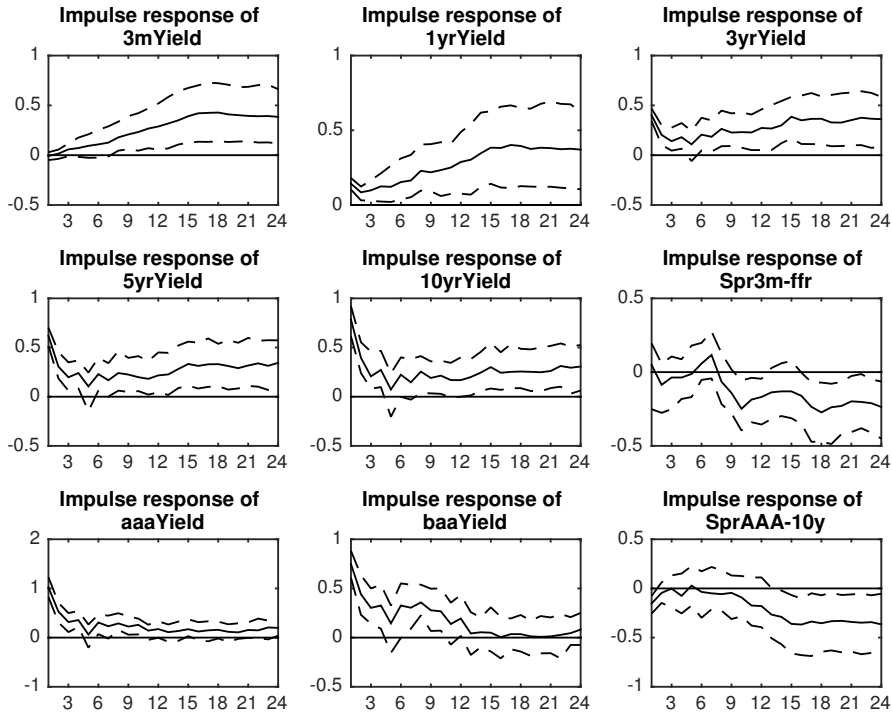 Impulse response of
3mYield
1
0.5
0
-0.5
3 6 9 12 15 18 21 24
Impulse response of
1yrYield
1
0.5
0
3 6 9 12 15 18 21 24
Impulse response of
3yrYield
1
0.5
0
-0.5
3 6 9 12 15 18 21 24
Impulse response of
5yrYield
1
0.5
0
-0.5
3 6 9 12 15 18 21 24
Impulse response of
10yrYield
1
0.5
0
-0.5
3 6 9 12 15 18 21 24
Impulse response of
Spr3m-ffr
0.5
0
-0.5
3 6 9 12 15 18 21 24
Impulse response of
aaaYield
2
1
0
-1
3 6 9 12 15 18 21 24
Impulse response of
baaYield
1
0.5
0
-0.5
3 6 9 12 15 18 21 24
Impulse response of
SprAAA-10y
0.5
0
-0.5
-1
3 6 9 12 15 18 21 24